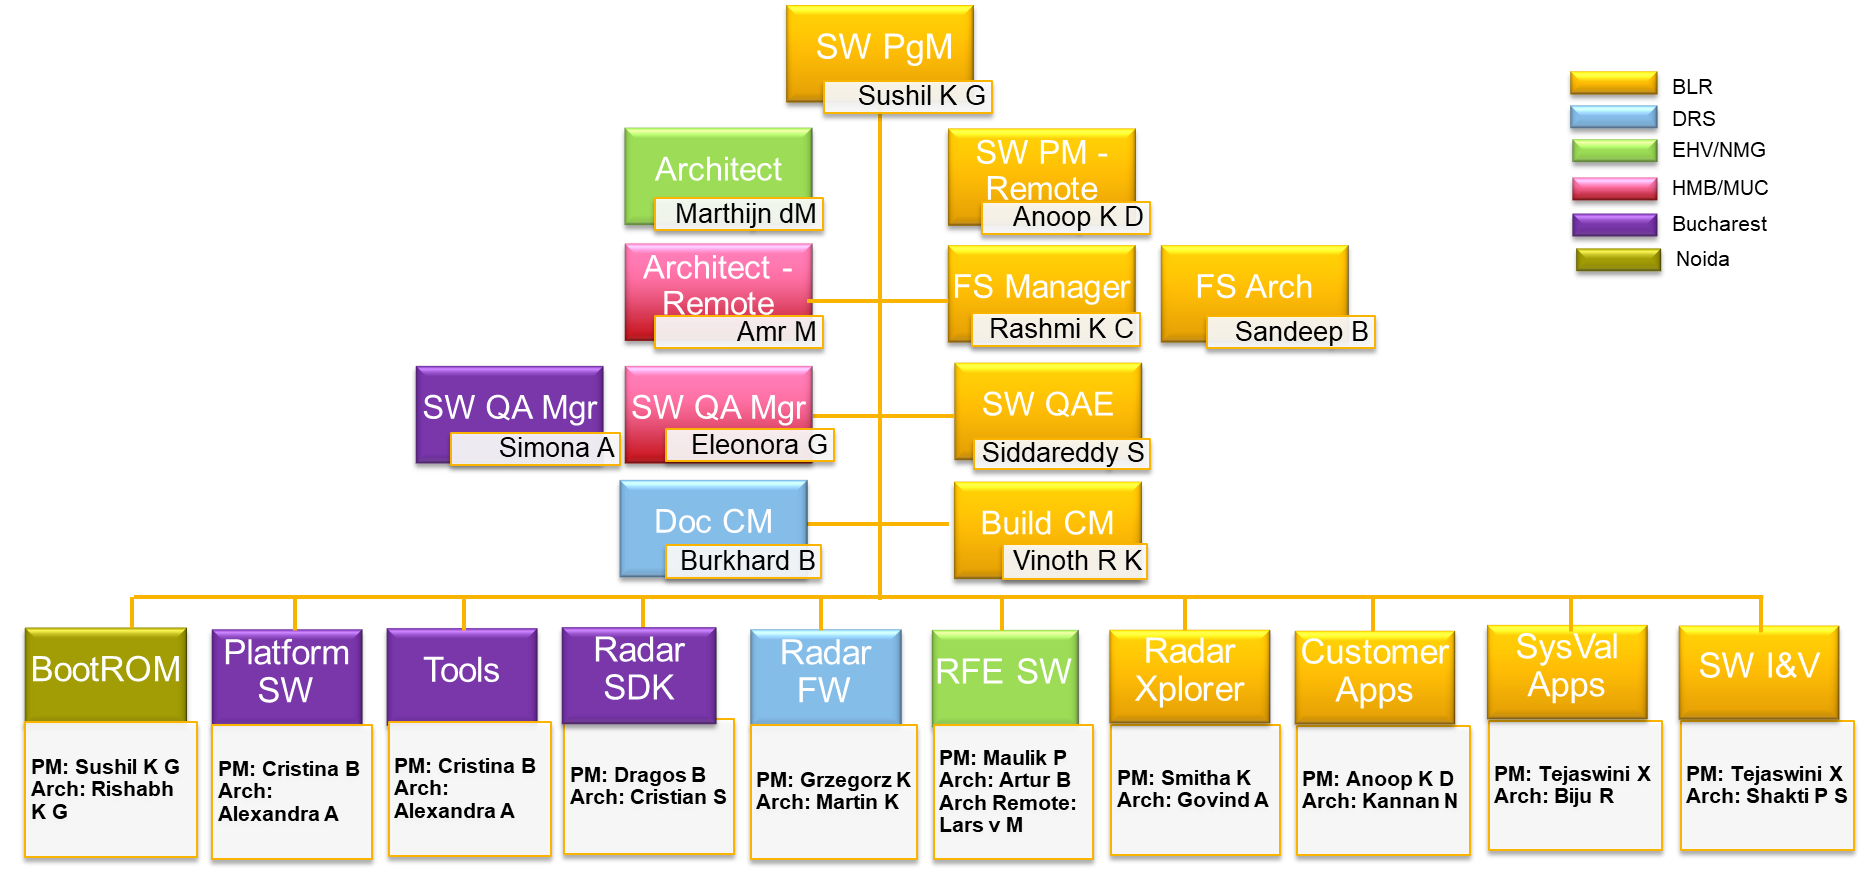 SW PgM
Sushil K G
BLR
DRS
EHV/NMG
HMB/MUC
Bucharest
Noida
Architect
Marthijn dM
SW PM -
Remote
Anoop K D
Architect -
Remote
Amr M
FS Manager
Rashmi K C
FS Arch
Sandeep B
SW QA Mgr
Simona A
SW QA Mgr
Eleonora G
SW QAE
Siddareddy S
Doc CM
Burkhard B
Build CM
Vinoth R K
BootROM
PM: Sushil K G
Arch: Rishabh
K G
Platform
SW
PM: Cristina B
Arch:
Alexandra A
Tools
PM: Cristina B
Arch:
Alexandra A
Radar
SDK
PM: Dragos B
Arch: Cristian S
Radar
FW
PM: Grzegorz K
Arch: Martin K
RFE SW
PM: Maulik P
Arch: Artur B
Arch Remote:
Lars v M
Radar
Xplorer
PM: Smitha K
Arch: Govind A
Customer
Apps
PM: Anoop K D
Arch: Kannan N
SysVal
Apps
PM: Tejaswini X
Arch: Biju R
SW I&V
PM: Tejaswini X
Arch: Shakti P S